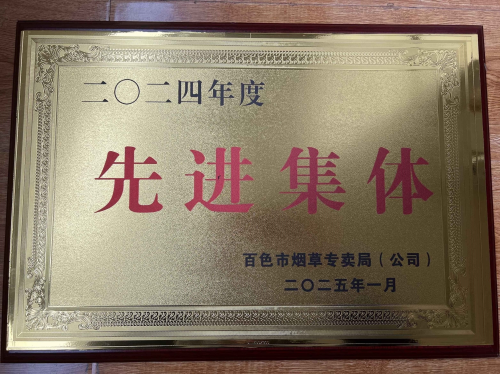 二〇二四年度
先进集体
百色市烟草专卖局（公司）
二〇二五年一月